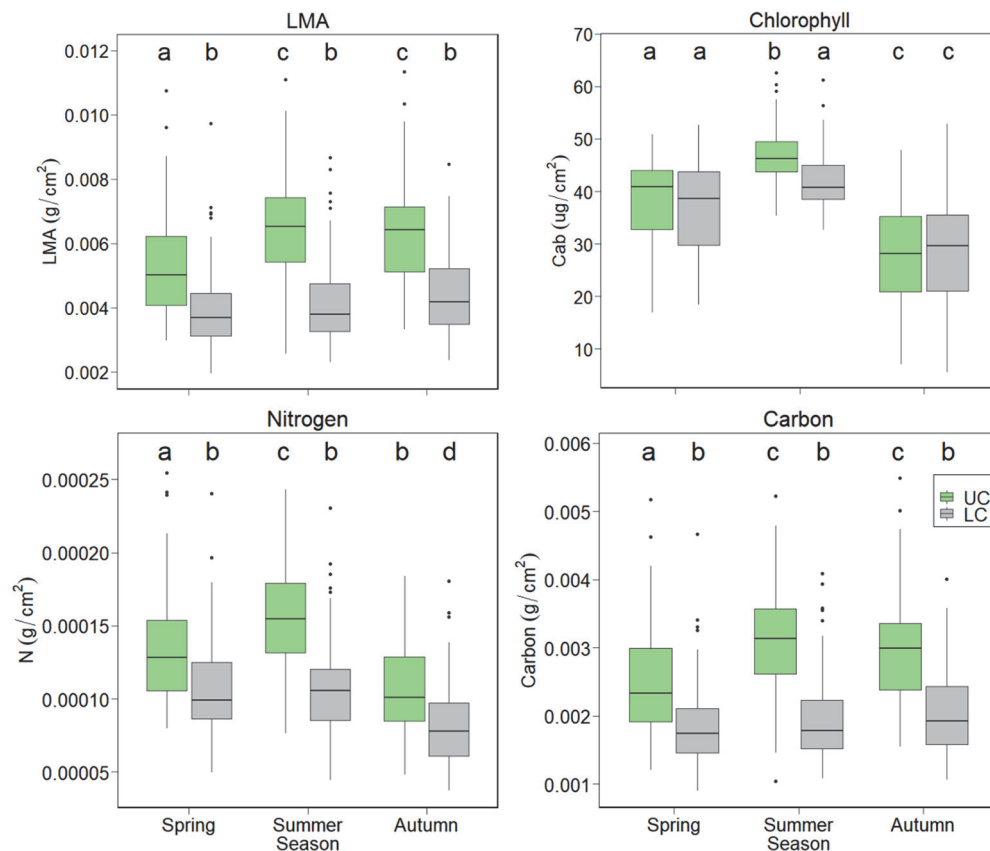 LMA
a b c b c b
0.012
0.010
0.008
0.006
0.004
0.002
LMA (g/cm²)
Chlorophyll
a a b a c c
70
60
50
40
30
20
10
Cab (ug/cm²)
Nitrogen
a b c b b d
0.00025
0.00020
0.00015
0.00010
0.00005
N (g/cm²)
Spring Summer Autumn
Season
Carbon
a b c b c b
0.006
0.005
0.004
0.003
0.002
0.001
Carbon (g/cm²)
UC
LC
Spring Summer Autumn
Season